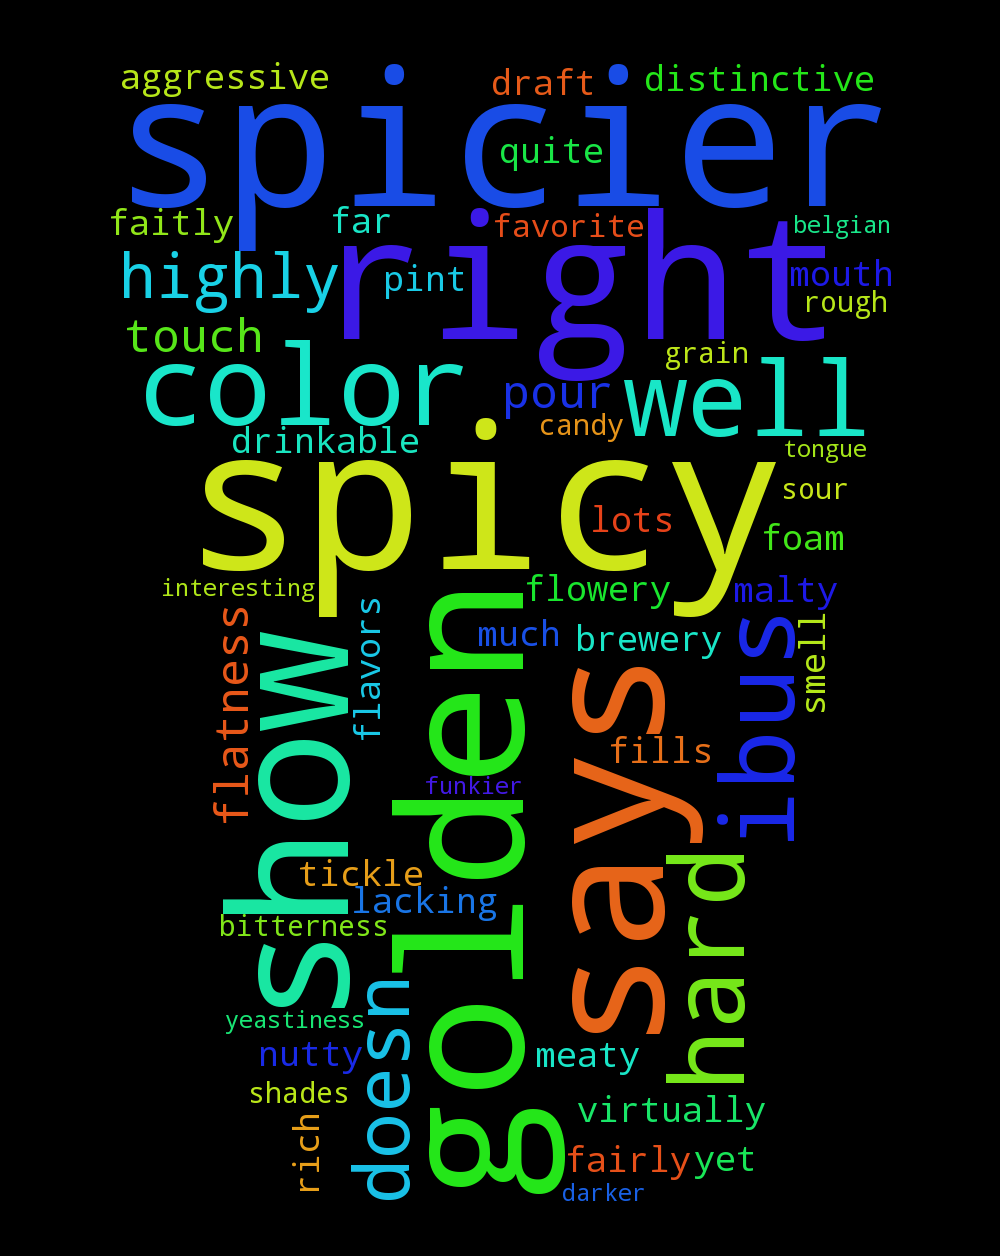 aggressive
draft
distinctive
spicier
quite
faitly
far
favorite
belgian
right
highly
pint
mouth
rough
touch
grain
color
pour
well
candy
drinkable
tongue
spicy
sour
lots
foam
interesting
flowery
malty
flatness
show
flavors
golden
much
brewery
says
ibus
smell
fills
funkier
tickle
lacking
hard
bitterness
doesn
yeastiness
nutty
meaty
shades
virtually
rich
fairly
yet
darker